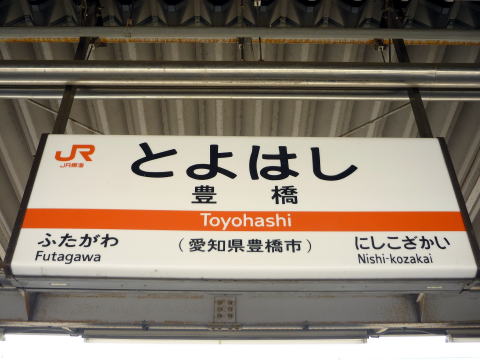 JR
JR東海
とよはし
豊橋
Toyohashi
ふたがわ
Futagawa
(愛知県豊橋市)
にしこざかい
Nishi-kozakai